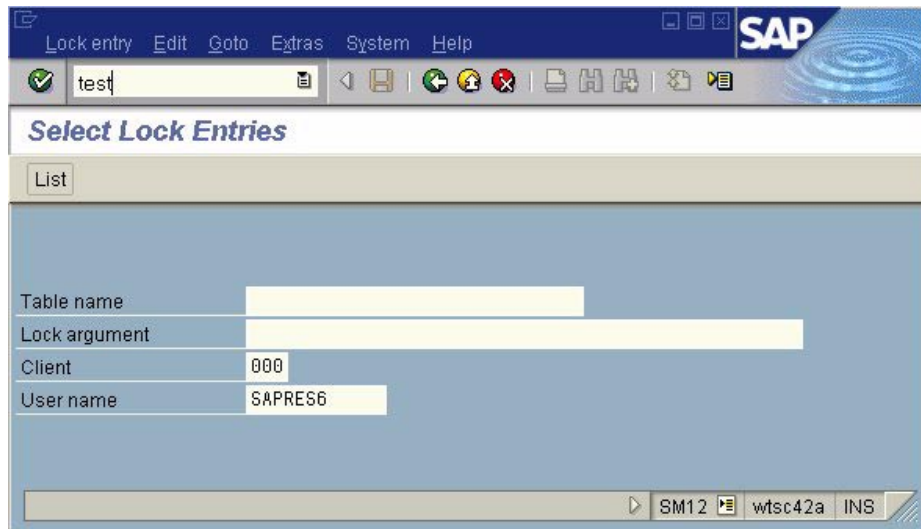 Lock entry Edit Goto Extras System Help
SAP
test
Select Lock Entries
List
Table name
Lock argument
Client 000
User name SAPRES6
SM12 wtsc42a INS